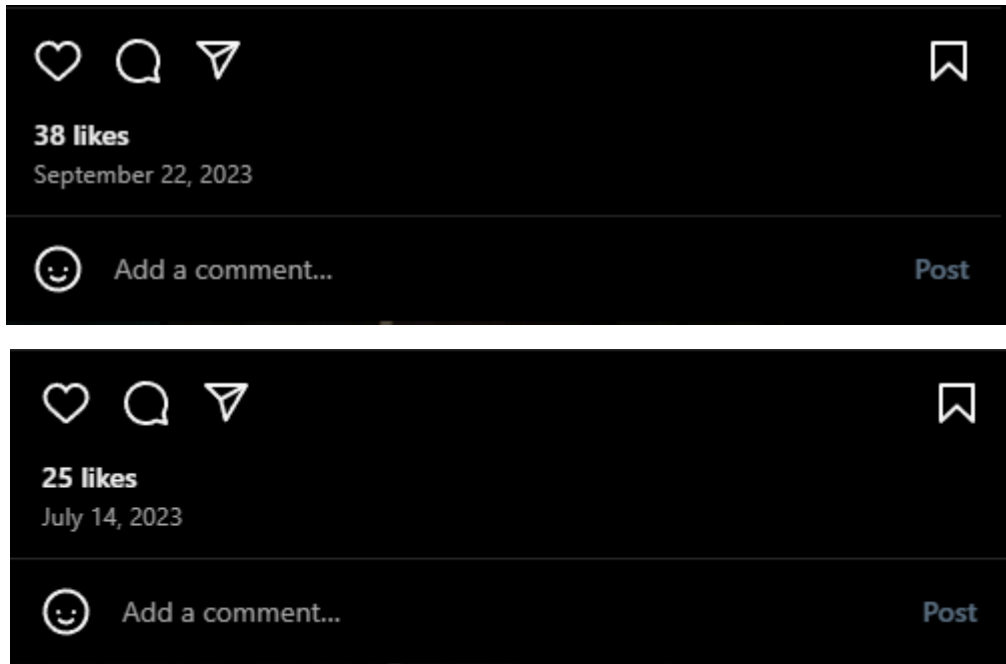 38 likes
September 22, 2023
Add a comment... Post
25 likes
July 14, 2023
Add a comment... Post